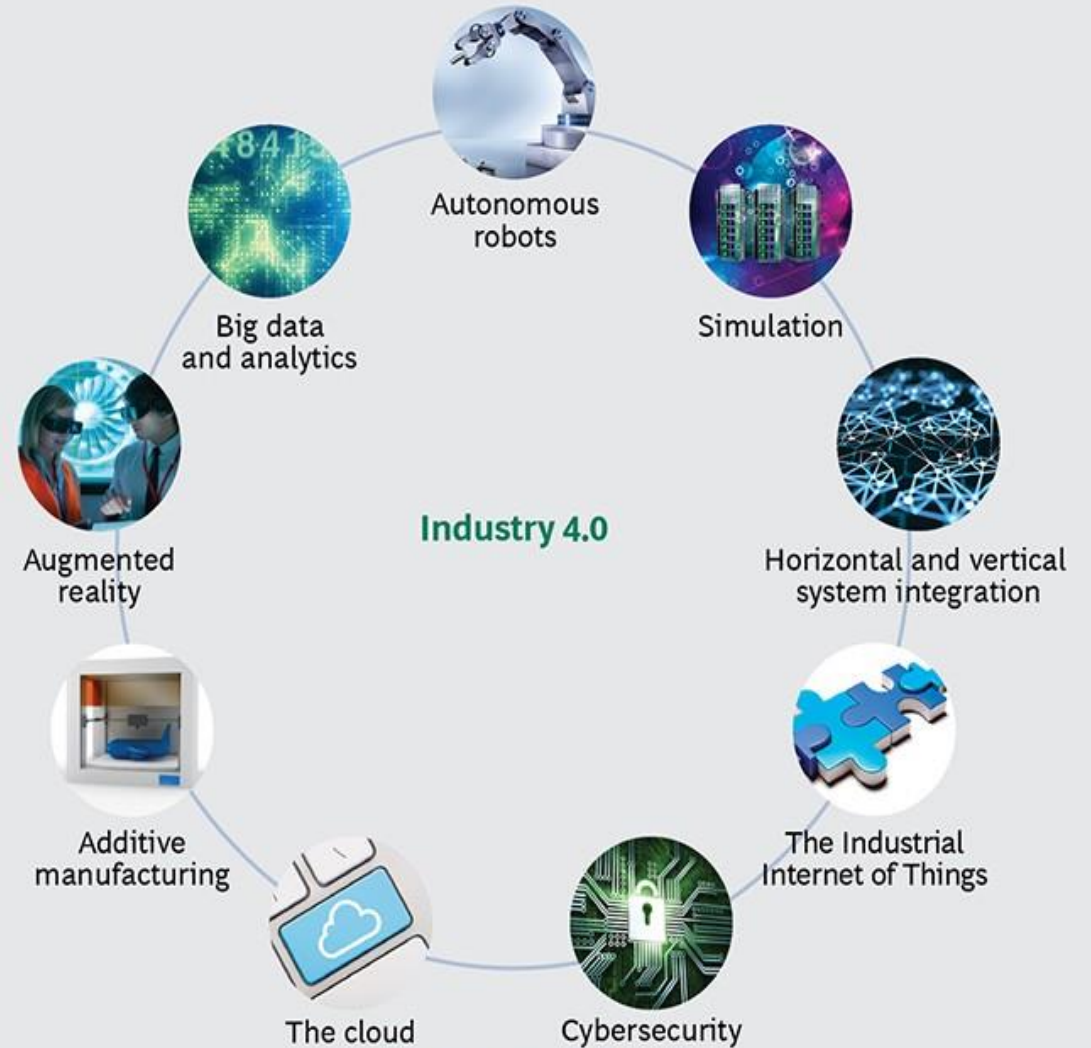 Autonomous
robots
Simulation
Horizontal and vertical
system integration
The Industrial
Internet of Things
Cybersecurity
The cloud
Additive
manufacturing
Augmented
reality
Big data
and analytics
Industry 4.0